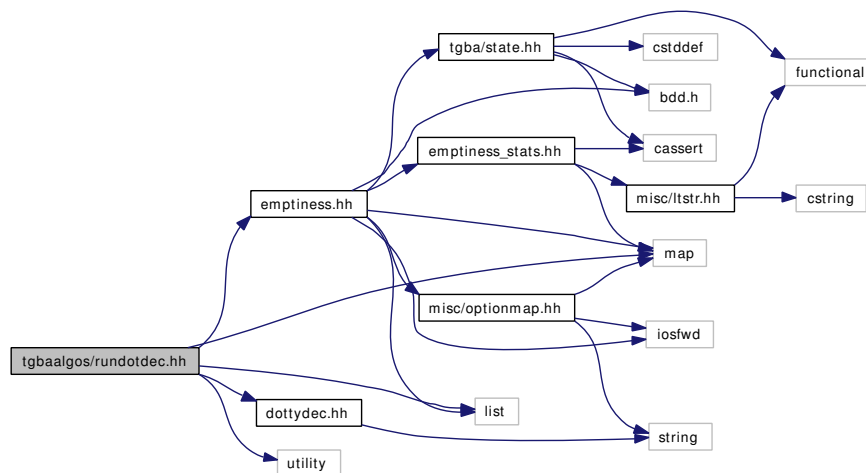 tgba/state.hh
cstddef
functional
bdd.h
emptiness_stats.hh
cassert
misc/ltstr.hh
cstring
emptiness.hh
map
misc/optionmap.hh
iosfwd
tgbaalgos/rundotdec.hh
dottydec.hh
list
string
utility